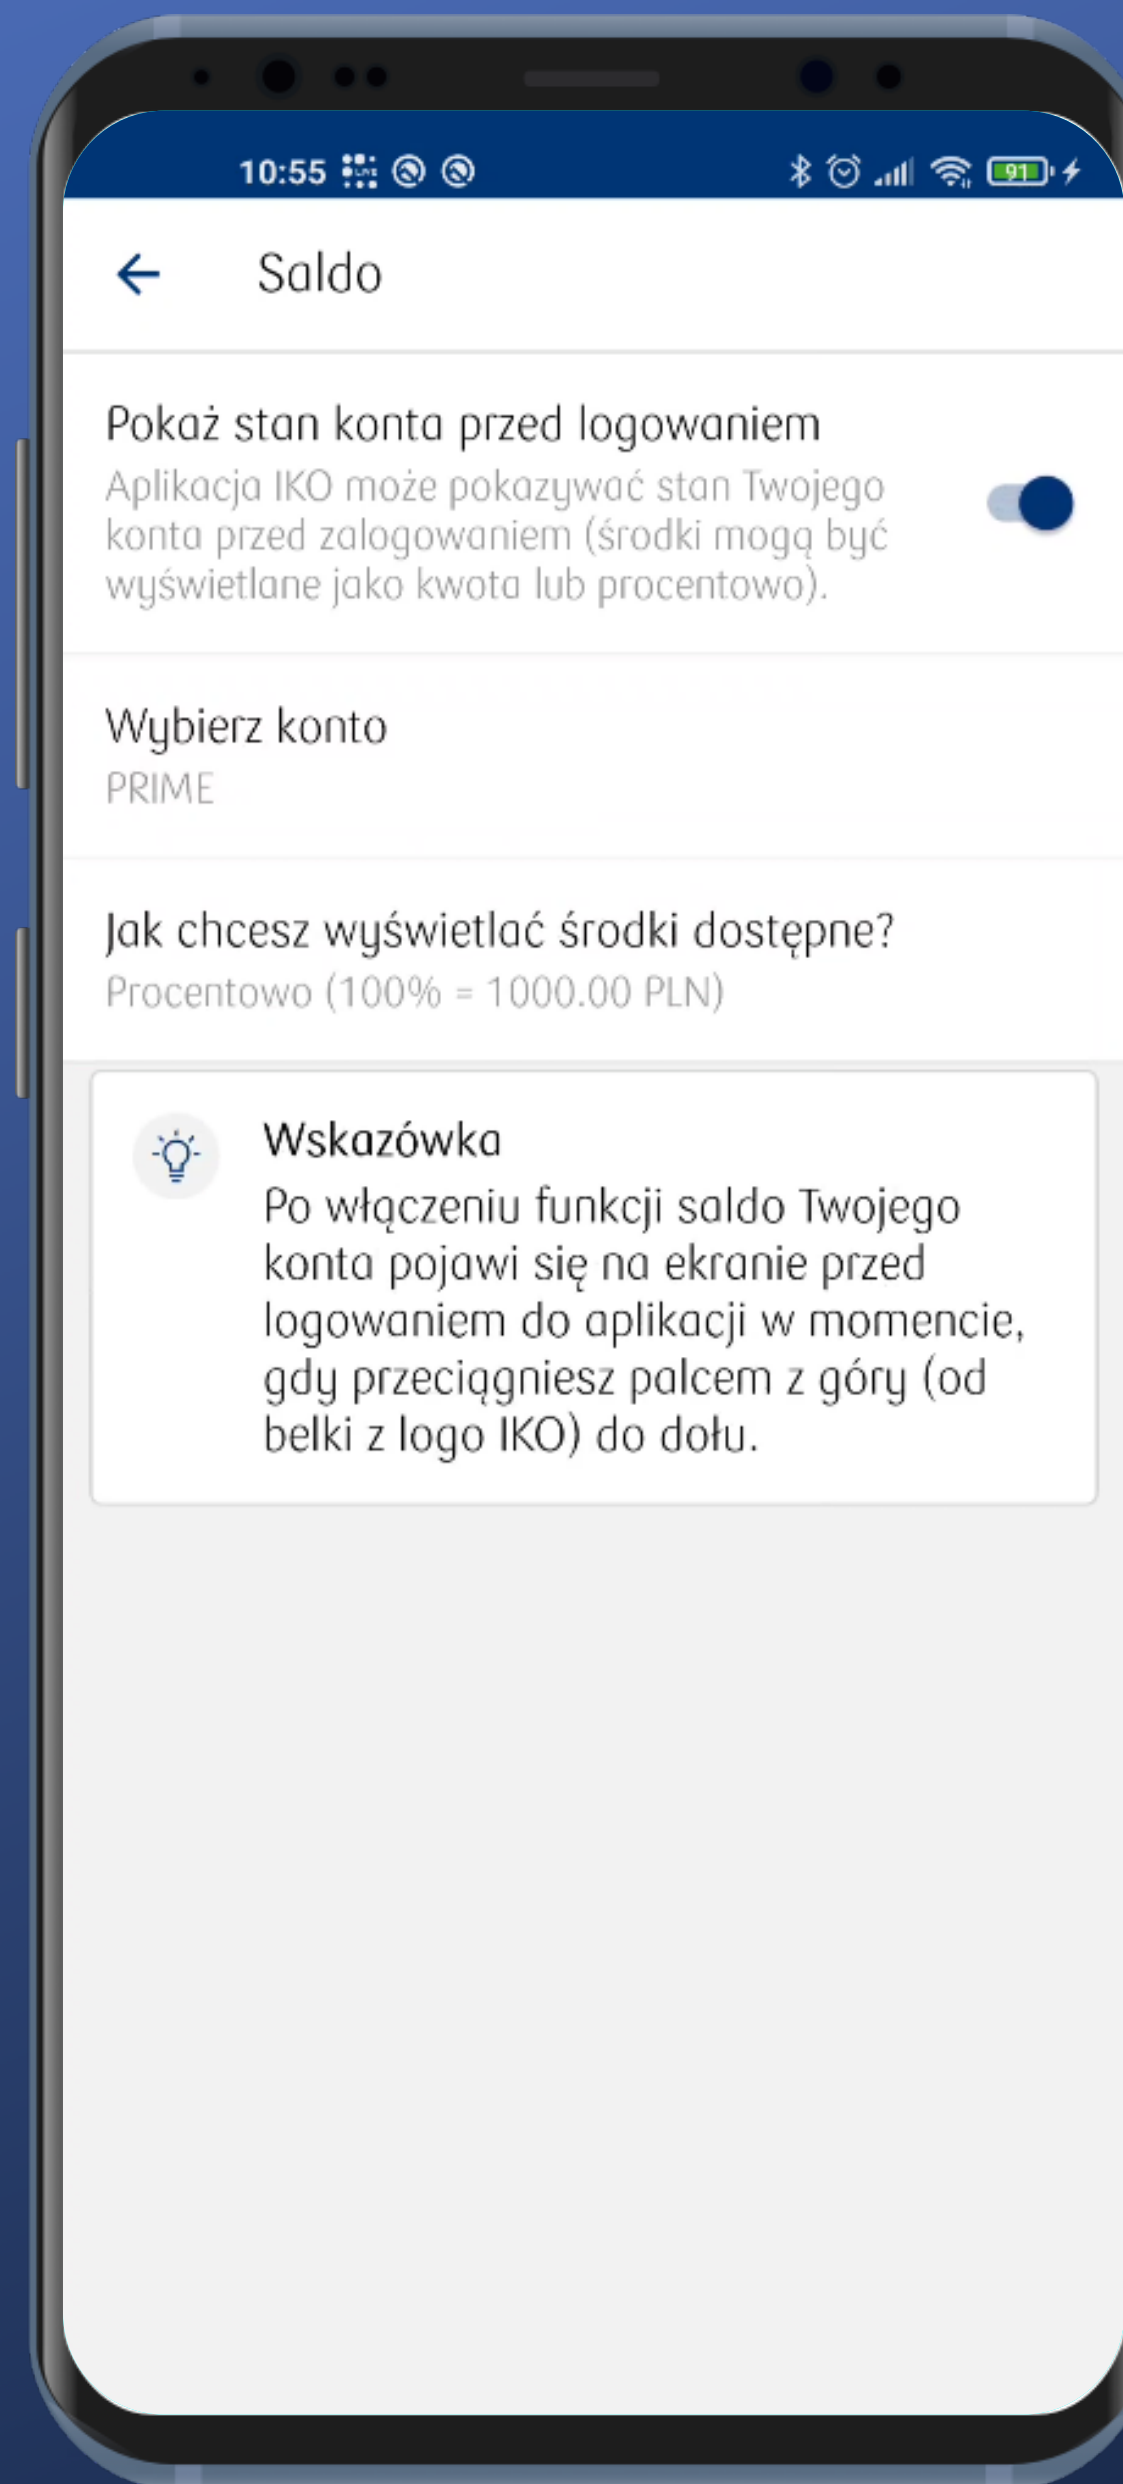 10:55
91
Saldo
Pokaż stan konta przed logowaniem
Aplikacja IKO może pokazywać stan Twojego
konta przed zalogowaniem (środki mogą być
wyświetlane jako kwota lub procentowo).
Wybierz konto
PRIME
Jak chcesz wyświetlać środki dostępne?
Procentowo (100% = 1000.00 PLN)
Wskazówka
Po włączeniu funkcji saldo Twojego
konta pojawi się na ekranie przed
logowaniem do aplikacji w momencie,
gdy przeciągniesz palcem z góry (od
belki z logo IKO) do dołu.